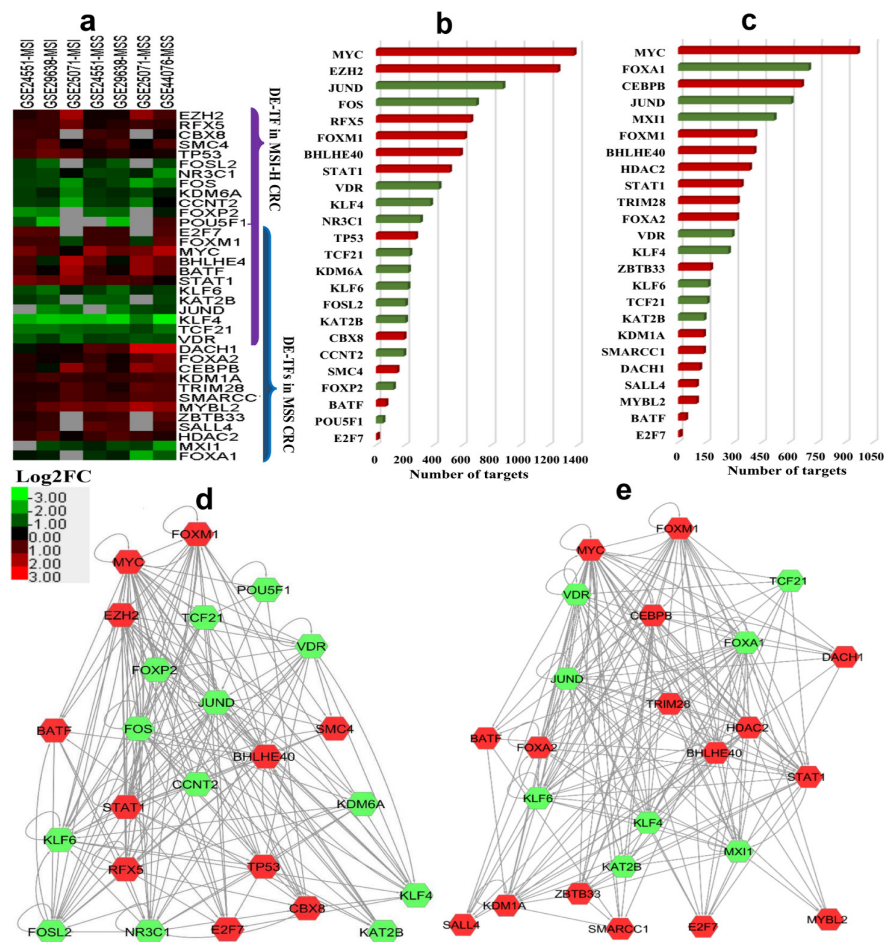 a
GSE24551-MSI
GSE29638-MSI
GSE25071-MSI
GSE24551-MSS
GSE29638-MSS
GSE25071-MSS
GSE44076-MSS
EZH2
RFX5
CBX8
SMC4
TP53
FOSL2
NR3C1
FOS
KDM6A
CCNT2
FOXP2
POU5F1
E2F7
FOXM1
MYC
BHLHE4
BATF
STAT1
KLF6
KAT2B
JUND
KLF4
TCF21
VDR
DACH1
FOXA2
CEBPB
KDM1A
TRIM28
SMARCC
MYBL2
ZBTB33
SALL4
HDAC2
MXI1
FOXA1
DE-TF in MSI-H CRC
DE-TFs in MSS CRC
Log2FC
-3.00
-2.00
-1.00
0.00
1.00
2.00
3.00
b
MYC
EZH2
JUND
FOS
RFX5
FOXM1
BHLHE40
STAT1
VDR
KLF4
NR3C1
TP53
TCF21
KDM6A
KLF6
FOSL2
KAT2B
CBX8
CCNT2
SMC4
FOXP2
BATF
POU5F1
E2F7
0 200 400 600 800 1000 1200 1400
Number of targets
c
MYC
FOXA1
CEBPB
JUND
MXI1
FOXM1
BHLHE40
HDAC2
STAT1
TRIM28
FOXA2
VDR
KLF4
ZBTB33
KLF6
TCF21
KAT2B
KDM1A
SMARCC1
DACH1
SALL4
MYBL2
BATF
E2F7
0 150 300 450 600 750 900 1050
Number of targets
d
FOXM1
MYC
POU5F1
EZH2
TCF21
VDR
FOXP2
JUND
BATF
FOS
SMC4
BHLHE40
CCNT2
STAT1
KDM6A
KLF6
RFX5
TP53
KLF4
CBX8
FOSL2
NR3C1
E2F7
KAT2B
e
FOXM1
MYC
TCF21
VDR
CEBPB
FOXA1
DACH1
JUND
TRIM28
HDAC2
BATF
FOXA2
BHLHE40
STAT1
KLF6
KLF4
MXI1
KAT2B
ZBTB33
KDM1A
SALL4
SMARCC1
E2F7
MYBL2